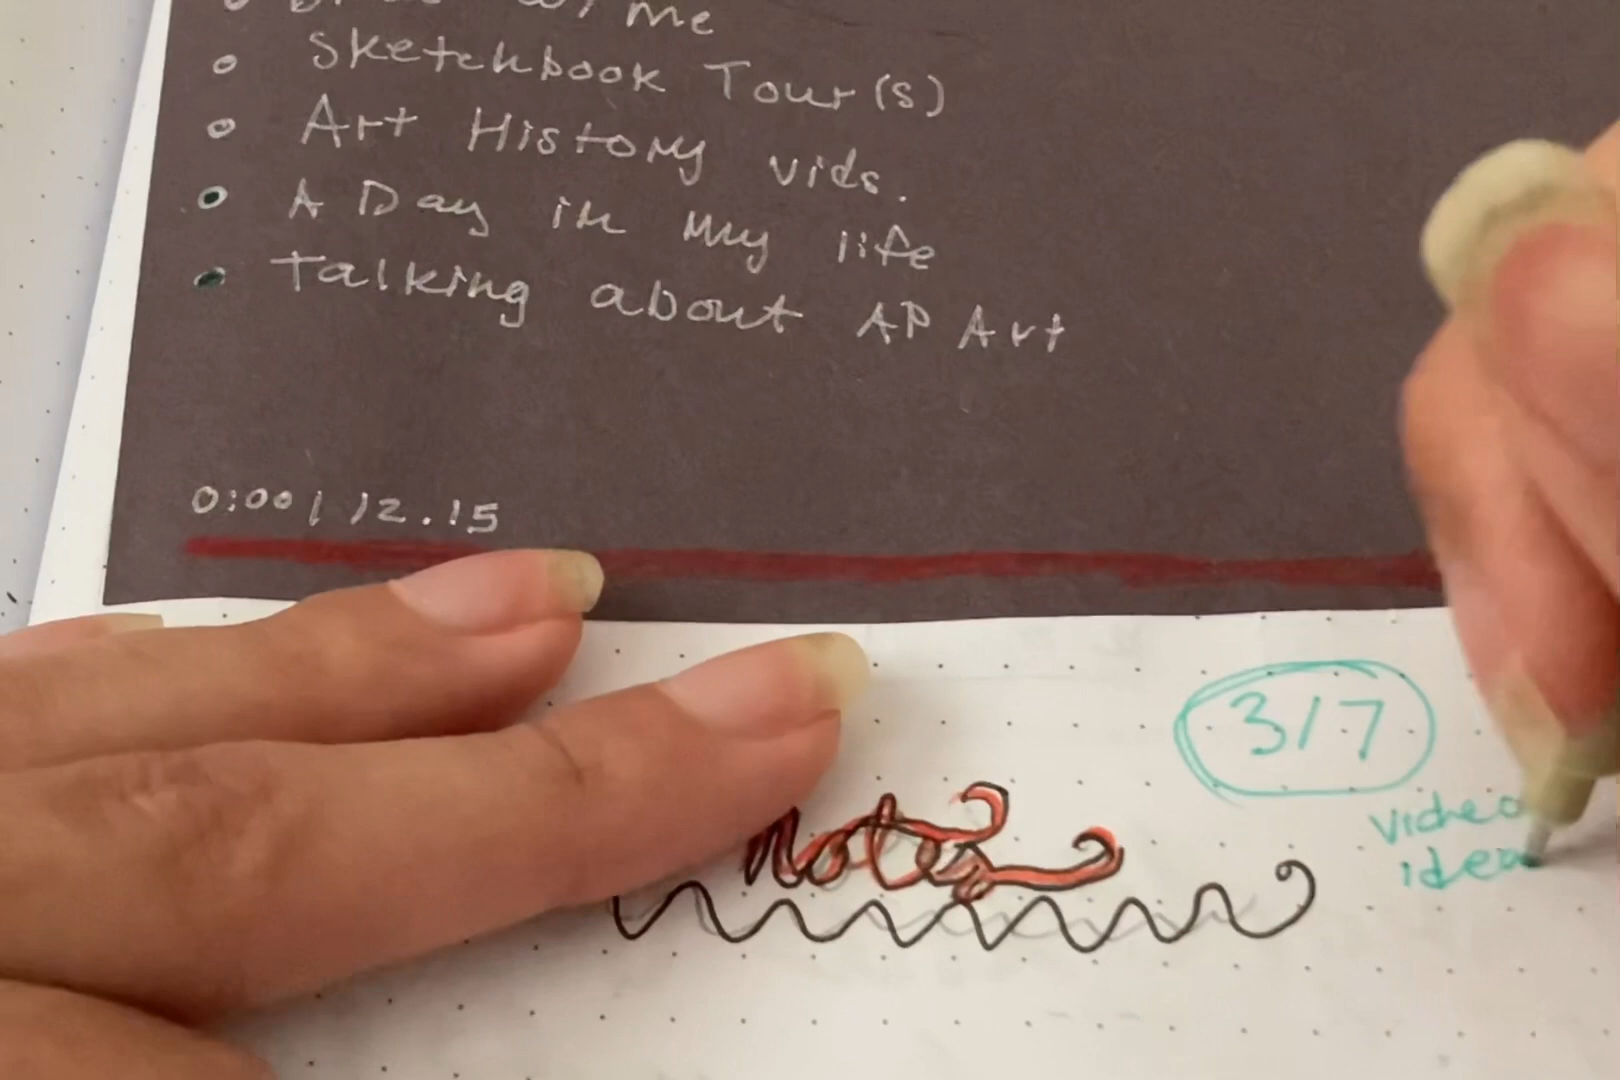 w/ me
Sketchbook Tour(s)
Art History vids.
A Day in my life
Talking about AP Art
0:00 | 12.15
3/7
Notes
video
idea